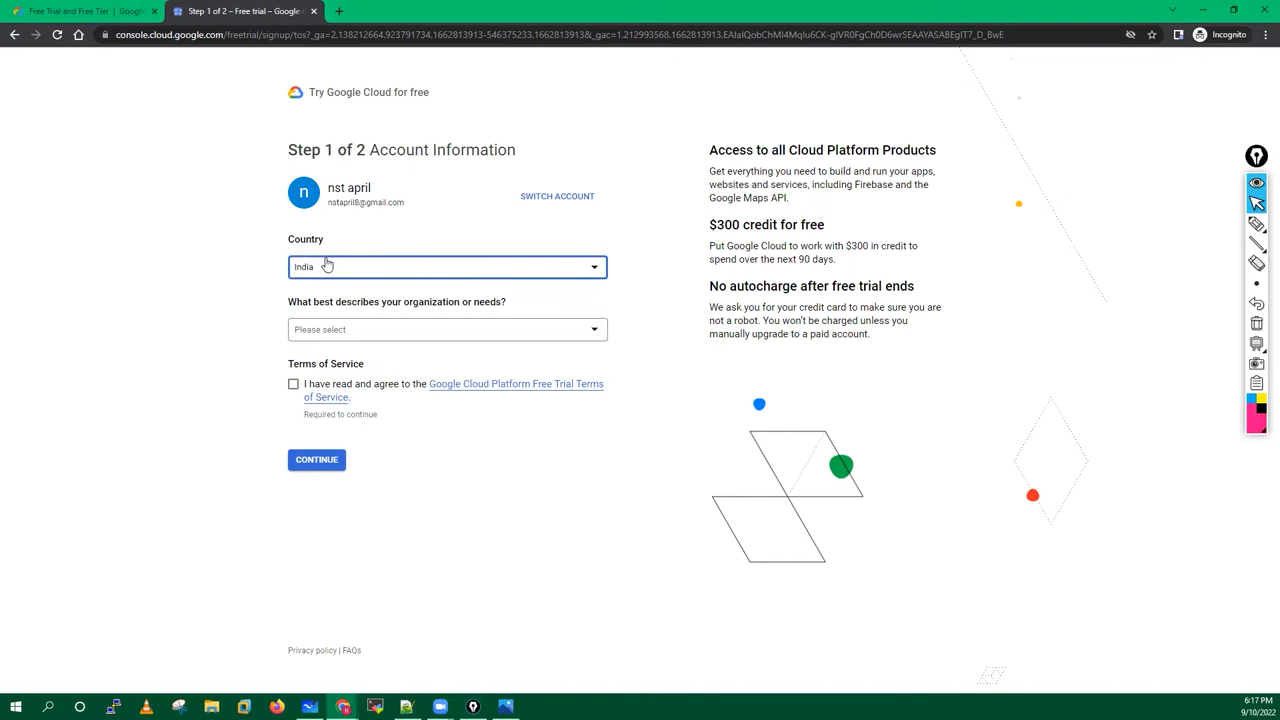 Free Trial and Free Tier | Google
Step 1 of 2 – Free trial – Google
console.cloud.google.com/freetrial/signup/tos?_ga=2.138212664.923791734.1662813913-546375233.1662813913&_gac=1.212993568.1662813913.EAIaIQobChMI4MqIu6CK-gIVR0FgCh0D6wrSEAAYASABEgIT7_D_BwE
Incognito
Try Google Cloud for free
Step 1 of 2 Account Information
n
nst april
nstapril8@gmail.com
SWITCH ACCOUNT
Country
India
What best describes your organization or needs?
Please select
Terms of Service
I have read and agree to the Google Cloud Platform Free Trial Terms
of Service.
Required to continue
CONTINUE
Access to all Cloud Platform Products
Get everything you need to build and run your apps,
websites and services, including Firebase and the
Google Maps API.
$300 credit for free
Put Google Cloud to work with $300 in credit to
spend over the next 90 days.
No autocharge after free trial ends
We ask you for your credit card to make sure you are
not a robot. You won't be charged unless you
manually upgrade to a paid account.
Privacy policy | FAQs
6:17 PM
9/10/2022